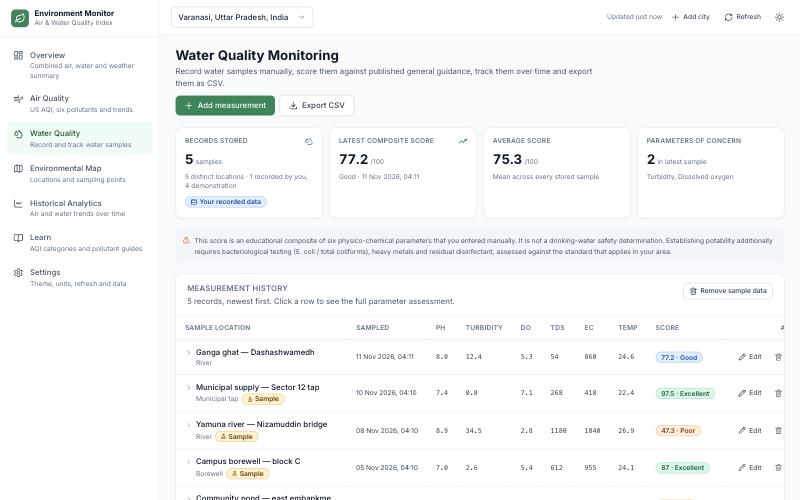 Environment Monitor
Air & Water Quality Index
Varanasi, Uttar Pradesh, India
Updated just now
Add city
Refresh
Overview
Combined air, water and weather
summary
Air Quality
US AQI, six pollutants and trends
Water Quality
Record and track water samples
Environmental Map
Locations and sampling points
Historical Analytics
Air and water trends over time
Learn
AQI categories and pollutant guides
Settings
Theme, units, refresh and data
Water Quality Monitoring
Record water samples manually, score them against published general guidance, track them over time and export
them as CSV.
Add measurement
Export CSV
RECORDS STORED
5 samples
5 distinct locations · 1 recorded by you,
4 demonstration
Your recorded data
LATEST COMPOSITE SCORE
77.2 /100
Good · 11 Nov 2026, 04:11
AVERAGE SCORE
75.3 /100
Mean across every stored sample
PARAMETERS OF CONCERN
2 in latest sample
Turbidity, Dissolved oxygen
This score is an educational composite of six physico-chemical parameters that you entered manually. It is not a drinking-water safety determination. Establishing potability additionally
requires bacteriological testing (E. coli / total coliforms), heavy metals and residual disinfectant, assessed against the standard that applies in your area.
MEASUREMENT HISTORY
5 records, newest first. Click a row to see the full parameter assessment.
Remove sample data
SAMPLE LOCATION SAMPLED PH TURBIDITY DO TDS EC TEMP SCORE
Ganga ghat — Dashashwamedh
River
11 Nov 2026, 04:11 8.0 12.4 5.3 54 860 24.6 77.2 · Good Edit
Municipal supply — Sector 12 tap
Municipal tap Sample
10 Nov 2026, 04:10 7.4 0.8 7.1 268 418 22.4 97.5 · Excellent Edit
Yamuna river — Nizamuddin bridge
River Sample
08 Nov 2026, 04:10 8.9 34.5 2.8 1180 1840 26.9 47.3 · Poor Edit
Campus borewell — block C
Borewell Sample
05 Nov 2026, 04:10 7.0 2.6 5.4 612 955 24.1 87 · Excellent Edit
Community pond — east embankme